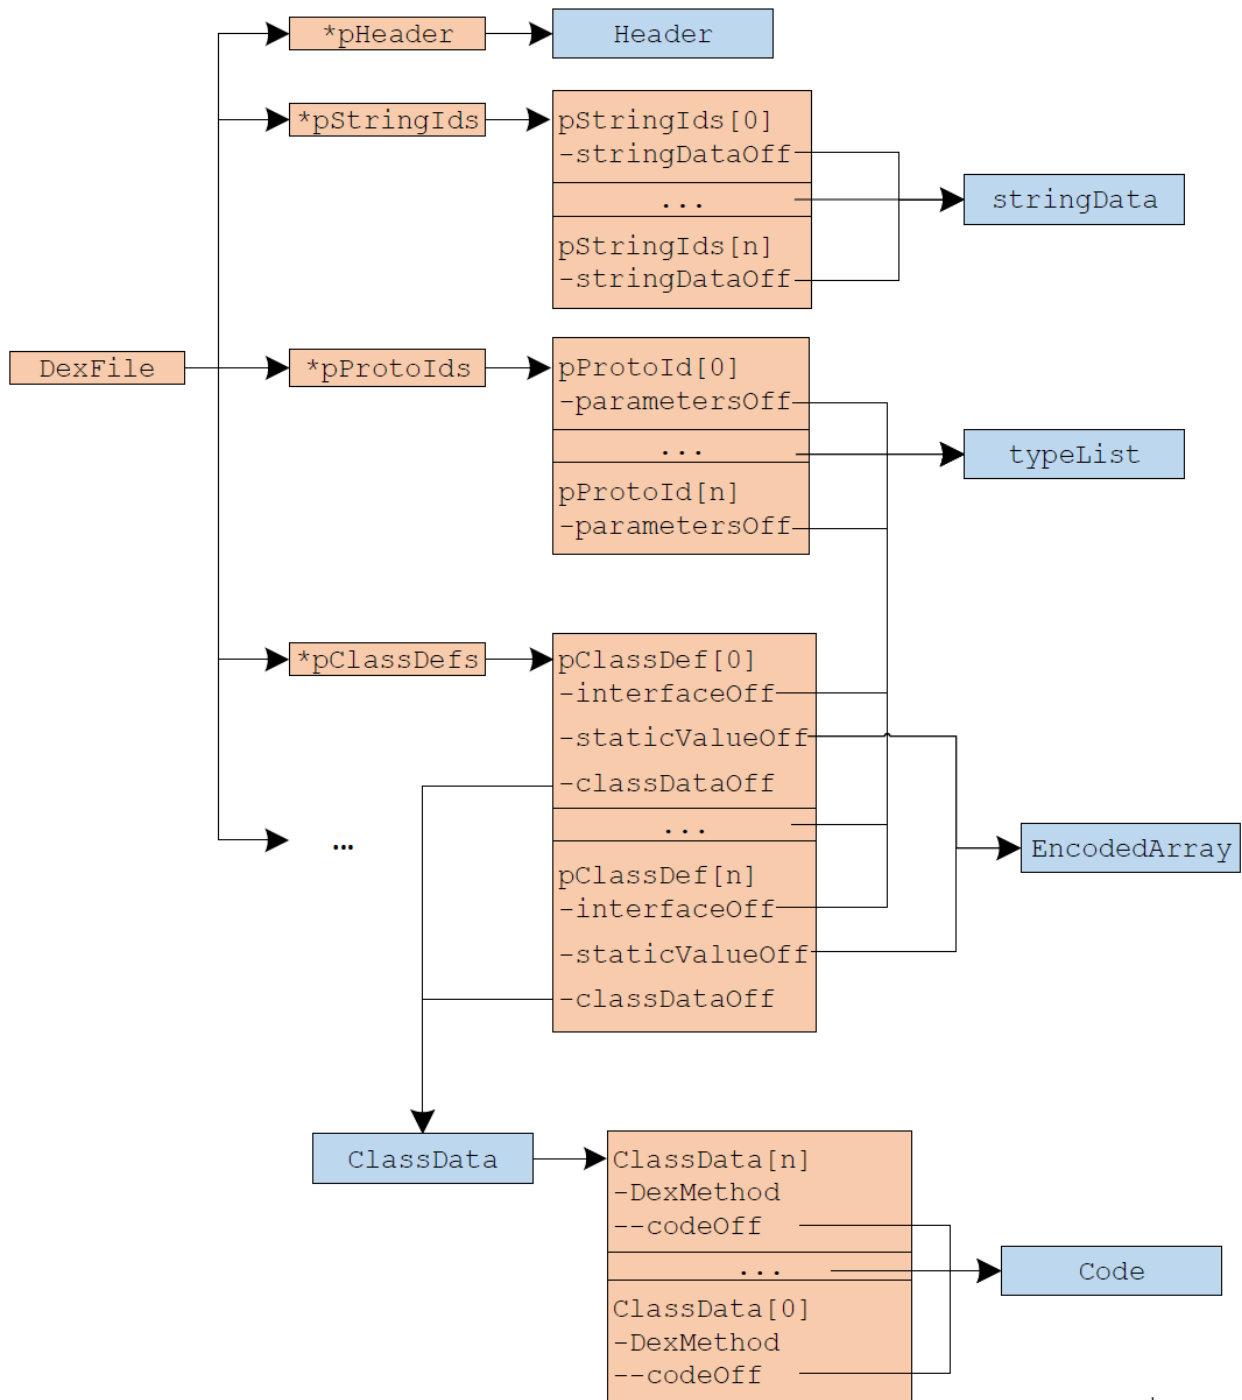 *pHeader
Header
*pStringIds
pStringIds[0]
-stringDataOff
...
pStringIds[n]
-stringDataOff
stringData
DexFile
*pProtoIds
pProtoId[0]
-parametersOff
...
pProtoId[n]
-parametersOff
typeList
*pClassDefs
pClassDef[0]
-interfaceOff
-staticValueOff
-classDataOff
...
pClassDef[n]
-interfaceOff
-staticValueOff
-classDataOff
...
EncodedArray
ClassData
ClassData[n]
-DexMethod
--codeOff
...
ClassData[0]
-DexMethod
--codeOff
Code